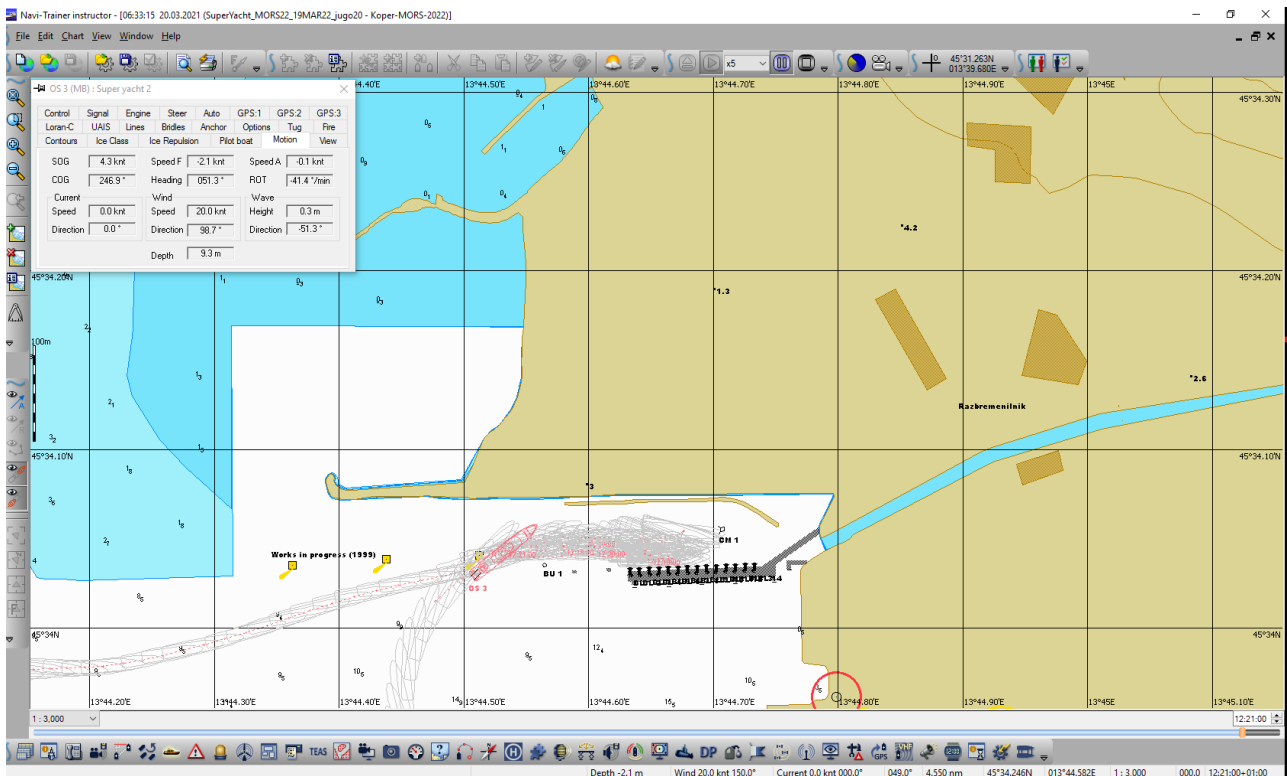 Navi-Trainer instructor - [06:33:15 20.03.2021 (SuperYacht_MORS22_19MAR22_jugo20 - Koper-MORS-2022)]
File Edit Chart View Window Help
x5
45°31.263N
013°39.680E
OS 3 (MB) : Super yacht 2
Control Signal Engine Steer Auto GPS:1 GPS:2 GPS:3
Loran-C UAIS Lines Bridles Anchor Options Tug Fire
Contours Ice Class Ice Repulsion Pilot boat Motion View
SOG 4.3 knt Speed F -2.1 knt Speed A -0.1 knt
COG 246.9 ° Heading 051.3 ° ROT -41.4 °/min
Current Wind Wave
Speed 0.0 knt Speed 20.0 knt Height 0.3 m
Direction 0.0 ° Direction 98.7 ° Direction -51.3 °
Depth 9.3 m
13°44.50'E 13°44.60'E 13°44.70'E 13°44.80'E 13°44.90'E 13°45'E
45°34.30'N
4.2
45°34.20'N 45°34.20'N
1.3
100m
2.6
Razbremenilnik
45°34.10'N 45°34.10'N
3
CM 1
Works in progress (1999)
BU 1
OS 3
45°34N
13°44.20'E 13°44.30'E 13°44.40'E 13°44.50'E 13°44.60'E 13°44.70'E 13°44.80'E 13°44.90'E 13°45'E 13°45.10'E
1 : 3,000
12:21:00
TEAS DP GPS VHF
Depth -2.1 m Wind 20.0 knt 150.0° Current 0.0 knt 000.0° 049.0° 4.550 nm 45°34.246N 013°44.582E 1 : 3.000 000.0 12:21:00+01:00